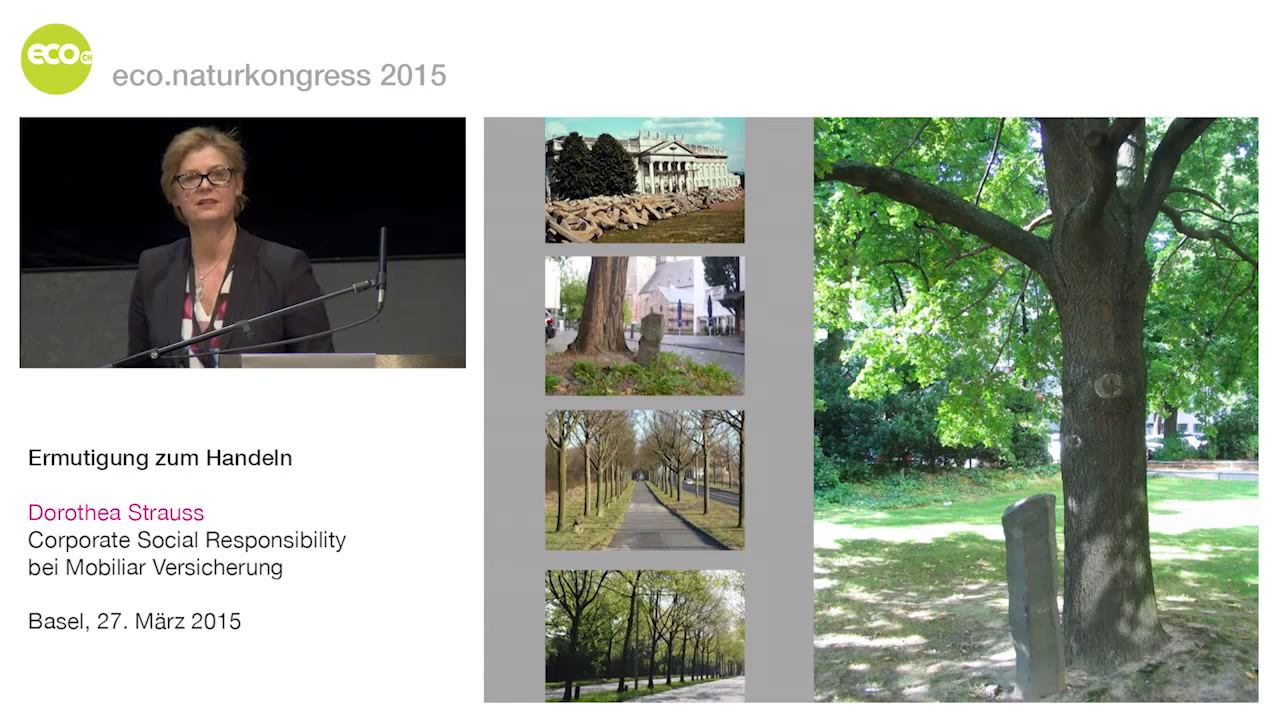 eco CH
eco.naturkongress 2015
Ermutigung zum Handeln
Dorothea Strauss
Corporate Social Responsibility
bei Mobiliar Versicherung
Basel, 27. März 2015